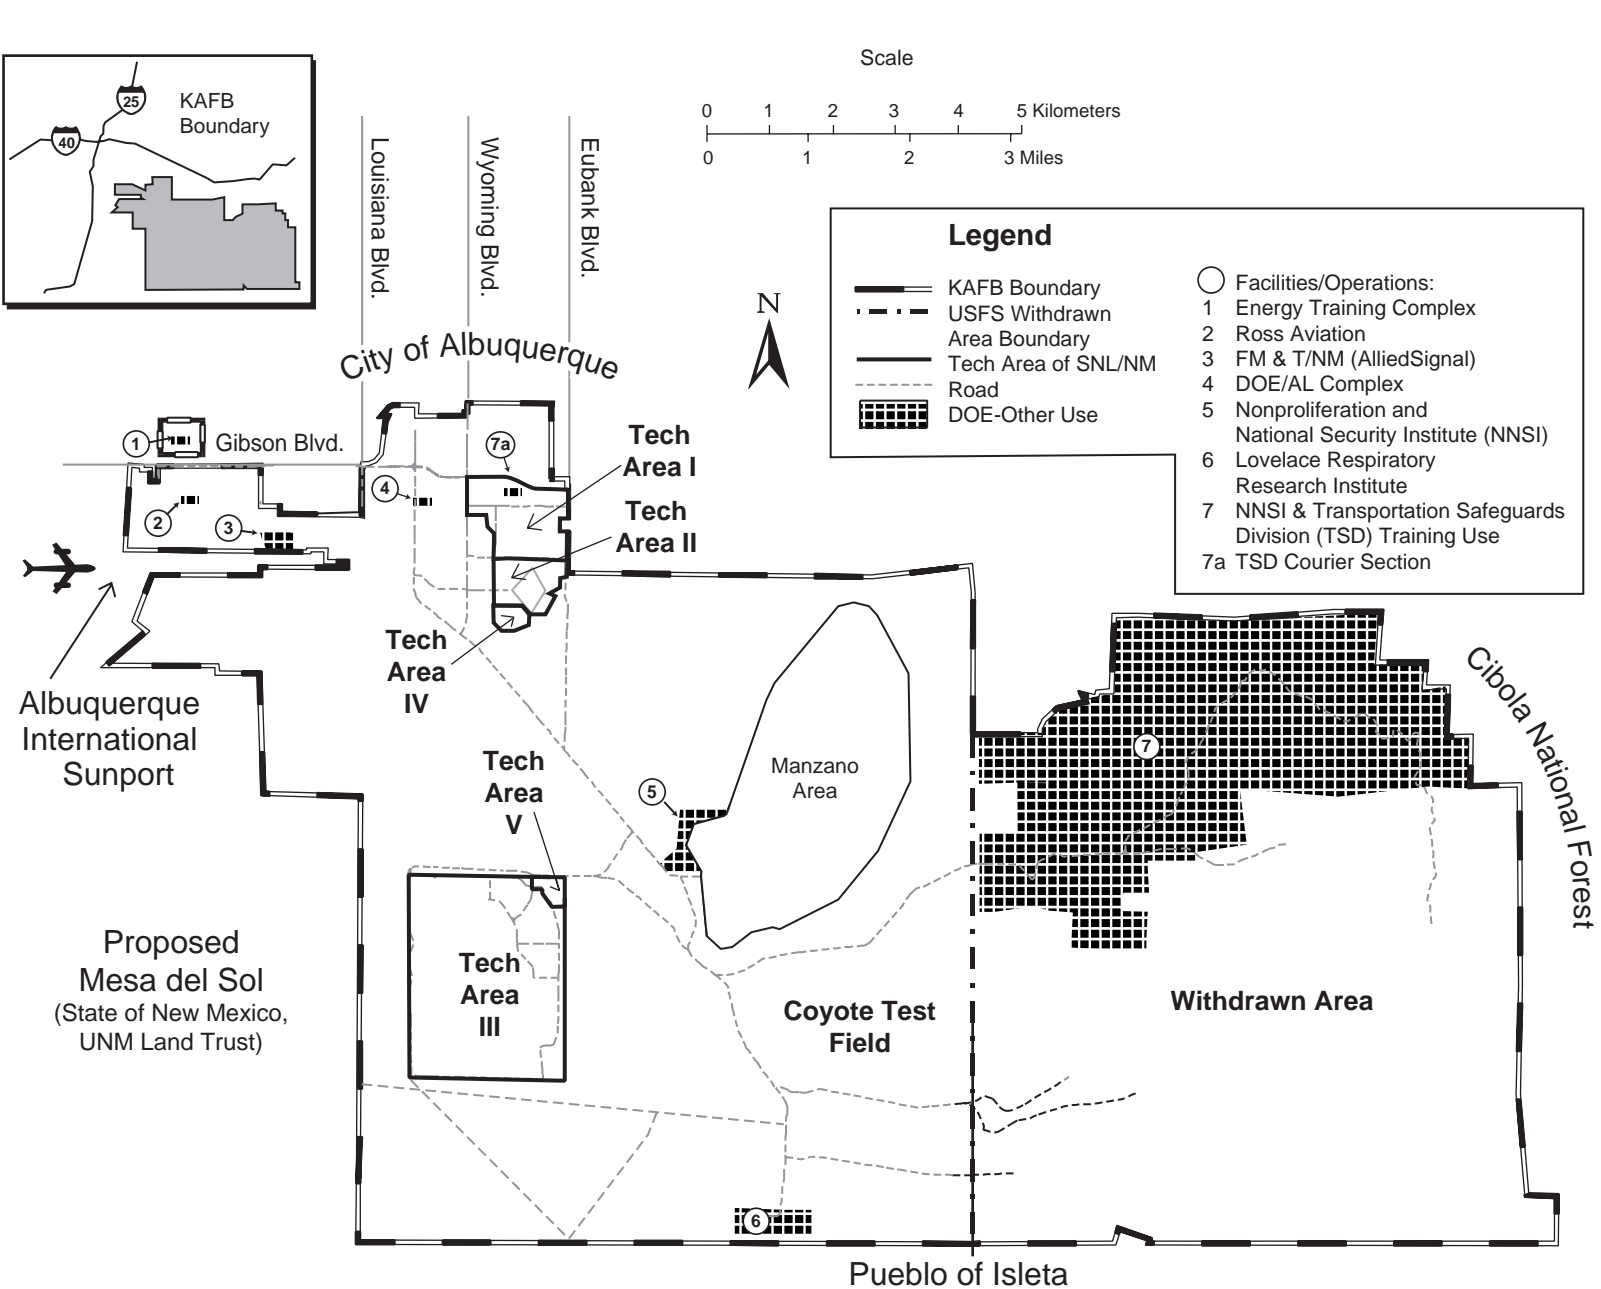 Scale
0 1 2 3 4 5 Kilometers
0 1 2 3 Miles
25
40
KAFB
Boundary
Louisiana Blvd.
Wyoming Blvd.
Eubank Blvd.
N
Legend
KAFB Boundary
USFS Withdrawn
Area Boundary
Tech Area of SNL/NM
Road
DOE-Other Use
Facilities/Operations:
1 Energy Training Complex
2 Ross Aviation
3 FM & T/NM (AlliedSignal)
4 DOE/AL Complex
5 Nonproliferation and
National Security Institute (NNSI)
6 Lovelace Respiratory
Research Institute
7 NNSI & Transportation Safeguards
Division (TSD) Training Use
7a TSD Courier Section
City of Albuquerque
1
Gibson Blvd.
7a
Tech
Area I
4
2
3
Tech
Area II
Tech
Area
IV
Albuquerque
International
Sunport
Cibola National Forest
7
Tech
Area
V
5
Manzano
Area
Proposed
Mesa del Sol
(State of New Mexico,
UNM Land Trust)
Tech
Area
III
Coyote Test
Field
Withdrawn Area
6
Pueblo of Isleta